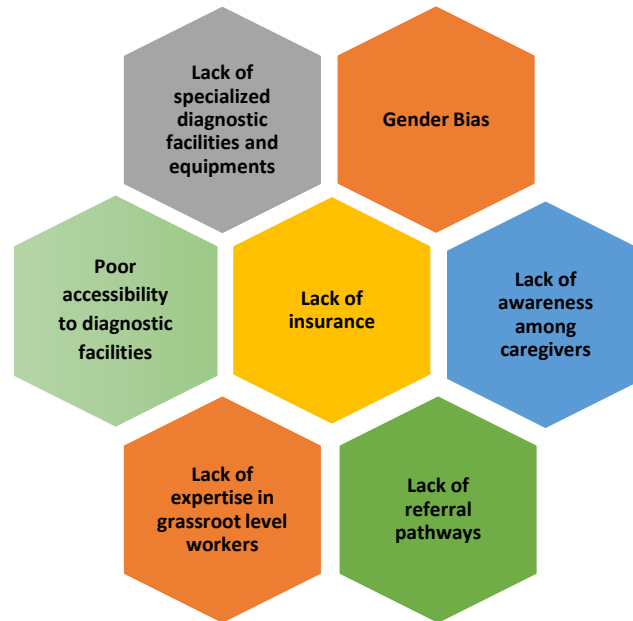 Lack of
specialized
diagnostic
facilities and
equipments
Gender Bias
Poor
accessibility
to diagnostic
facilities
Lack of
insurance
Lack of
awareness
among
caregivers
Lack of
expertise in
grassroot level
workers
Lack of
referral
pathways